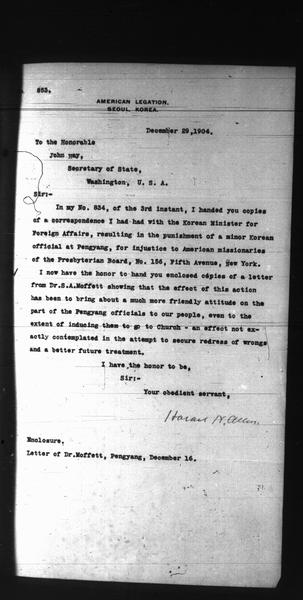 853.
AMERICAN LEGATION,
SEOUL, KOREA.
December 29, 1904.
To the Honorable
John Hay,
Secretary of State,
Washington, U. S. A.
Sir:-
In my No. 834, of the 3rd instant, I handed you copies
of a correspondence I had had with the Korean Minister for
Foreign Affairs, resulting in the punishment of a minor Korean
official at Pengyang, for injustice to American missionaries
of the Presbyterian Board, No. 156, Fifth Avenue, New York.
I now have the honor to hand you enclosed copies of a letter
from Dr.S.A.Moffett showing that the effect of this action
has been to bring about a much more friendly attitude on the
part of the Pengyang officials to our people, even to the
extent of inducing them to go to Church - an effect not ex-
actly contemplated in the attempt to secure redress of wrongs
and a better future treatment.
I have the honor to be,
Sir:-
Your obedient servant,
Horace N. Allen.
Enclosure.
Letter of Dr.Moffett, Pengyang, December 16.